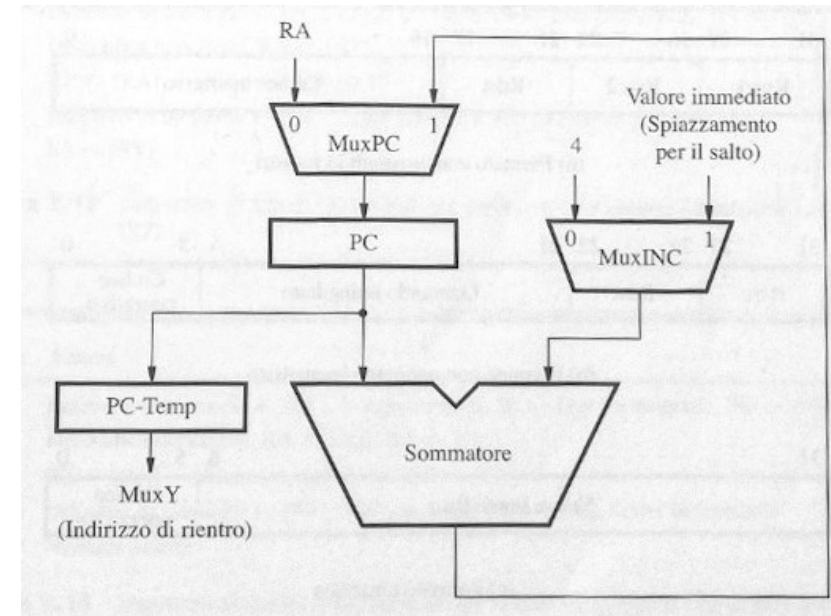 RA
Valore immediato
(Spiazzamento
per il salto)
4
0 1
MuxPC
0 1
MuxINC
PC
PC-Temp
Sommatore
MuxY
(Indirizzo di rientro)